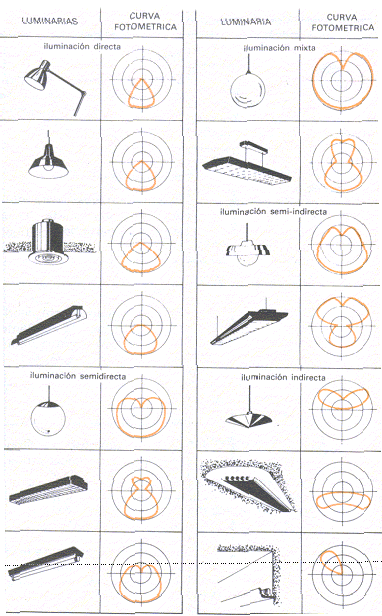 LUMINARIAS
CURVA
FOTOMETRICA
iluminación directa
iluminación semidirecta
LUMINARIA
CURVA
FOTOMETRICA
iluminación mixta
iluminación semi-indirecta
iluminación indirecta